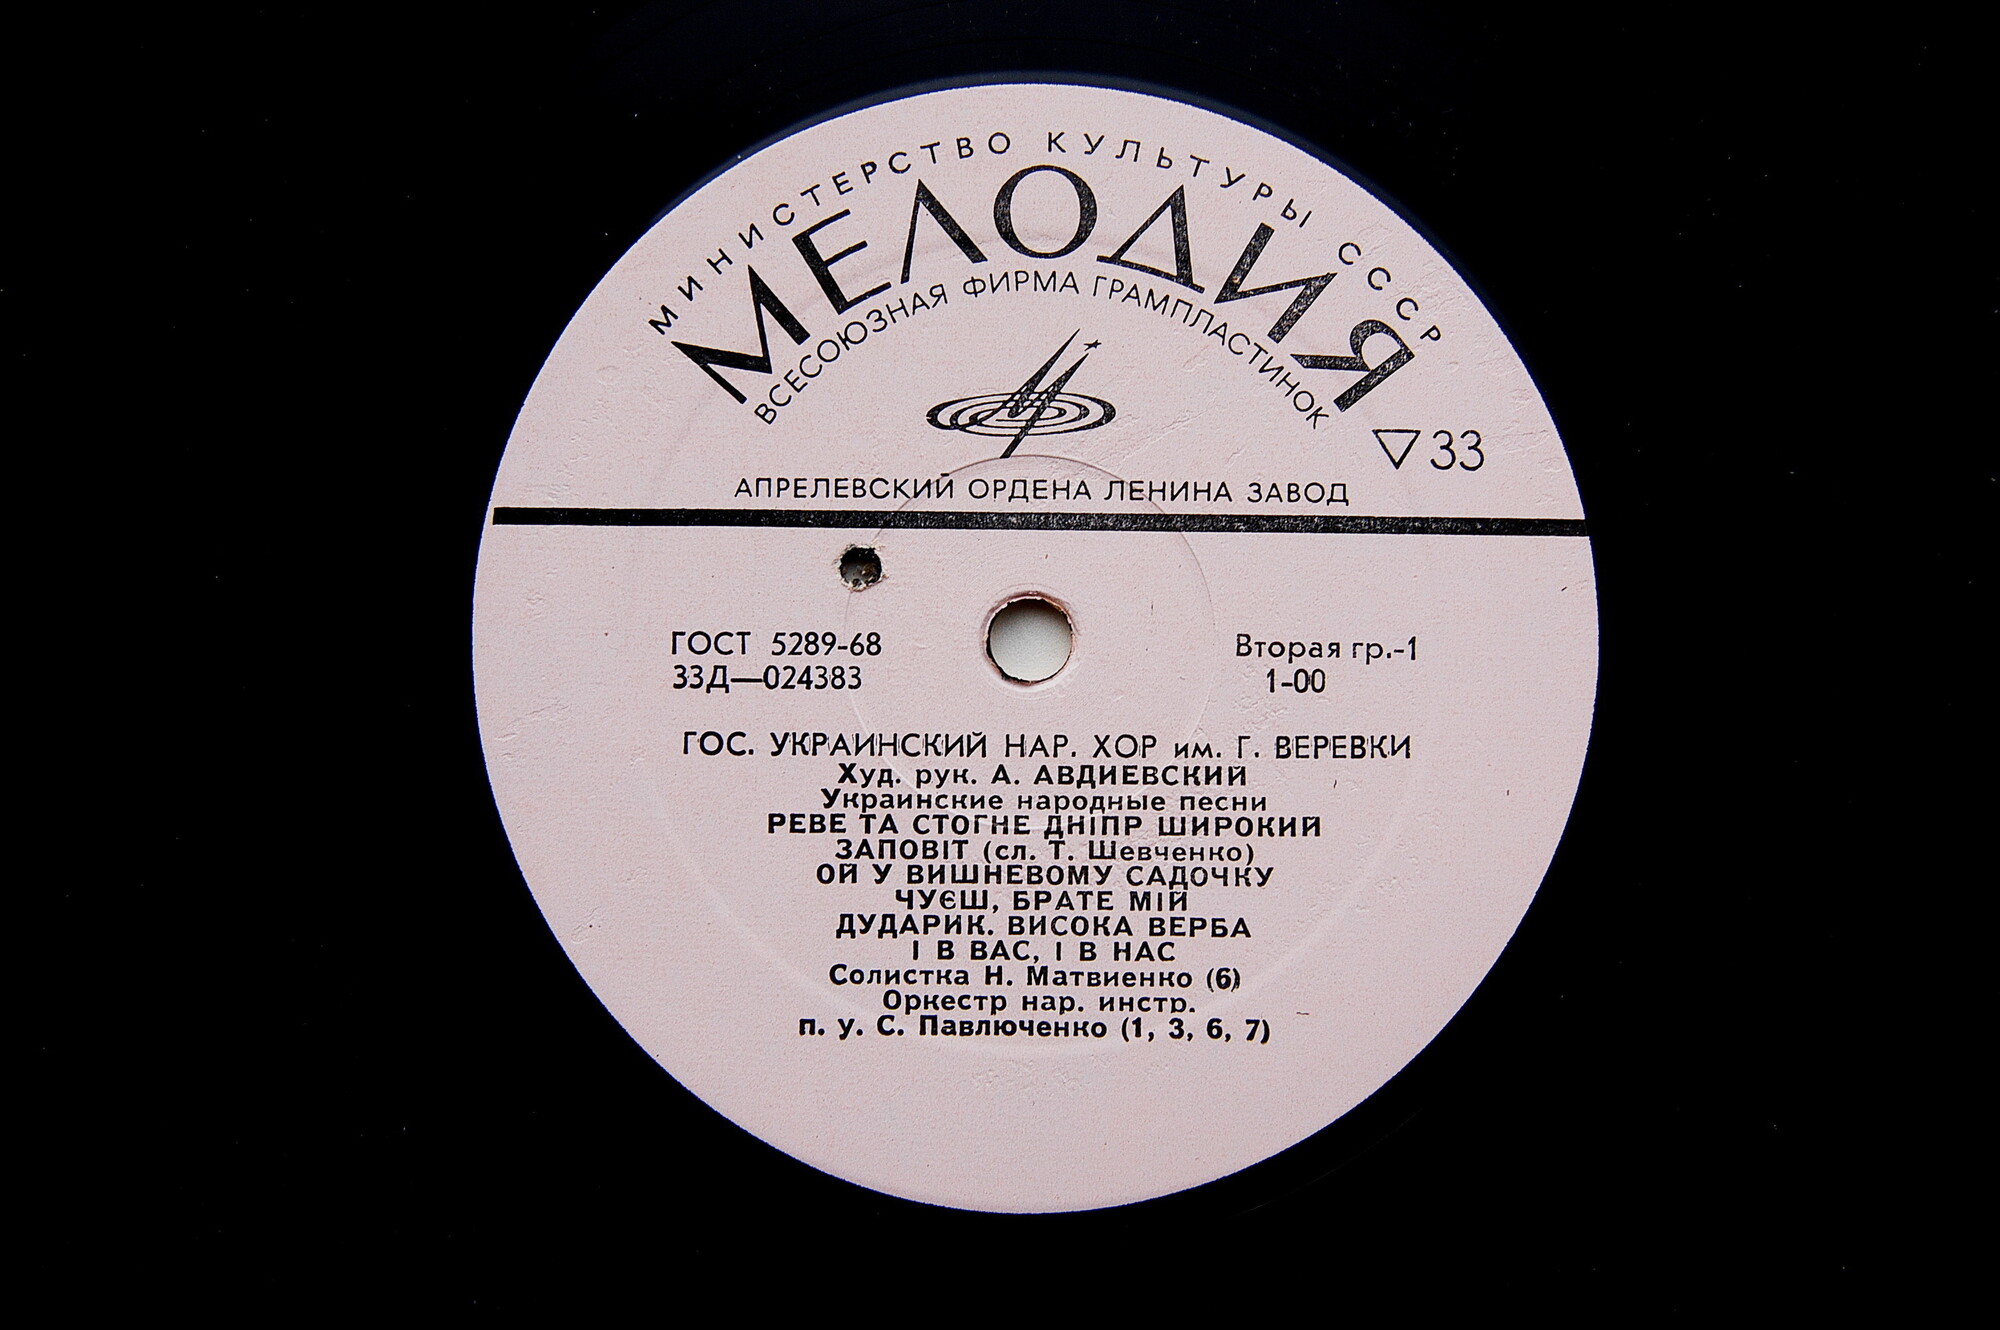 МИНИСТЕРСТВО КУЛЬТУРЫ СССР
МЕЛОДИЯ
ВСЕСОЮЗНАЯ ФИРМА ГРАМПЛАСТИНОК
▽33
АПРЕЛЕВСКИЙ ОРДЕНА ЛЕНИНА ЗАВОД
ГОСТ 5289-68
33Д—024383
Вторая гр.-1
1-00
ГОС. УКРАИНСКИЙ НАР. ХОР им. Г. ВЕРЕВКИ
Худ. рук. А. АВДИЕВСКИЙ
Украинские народные песни
РЕВЕ ТА СТОГНЕ ДНІПР ШИРОКИЙ
ЗАПОВІТ (сл. Т. Шевченко)
ОЙ У ВИШНЕВОМУ САДОЧКУ
ЧУЄШ, БРАТЕ МІЙ
ДУДАРИК. ВИСОКА ВЕРБА
І В ВАС, І В НАС
Солистка Н. Матвиенко (6)
Оркестр нар. инстр.
п. у. С. Павлюченко (1, 3, 6, 7)